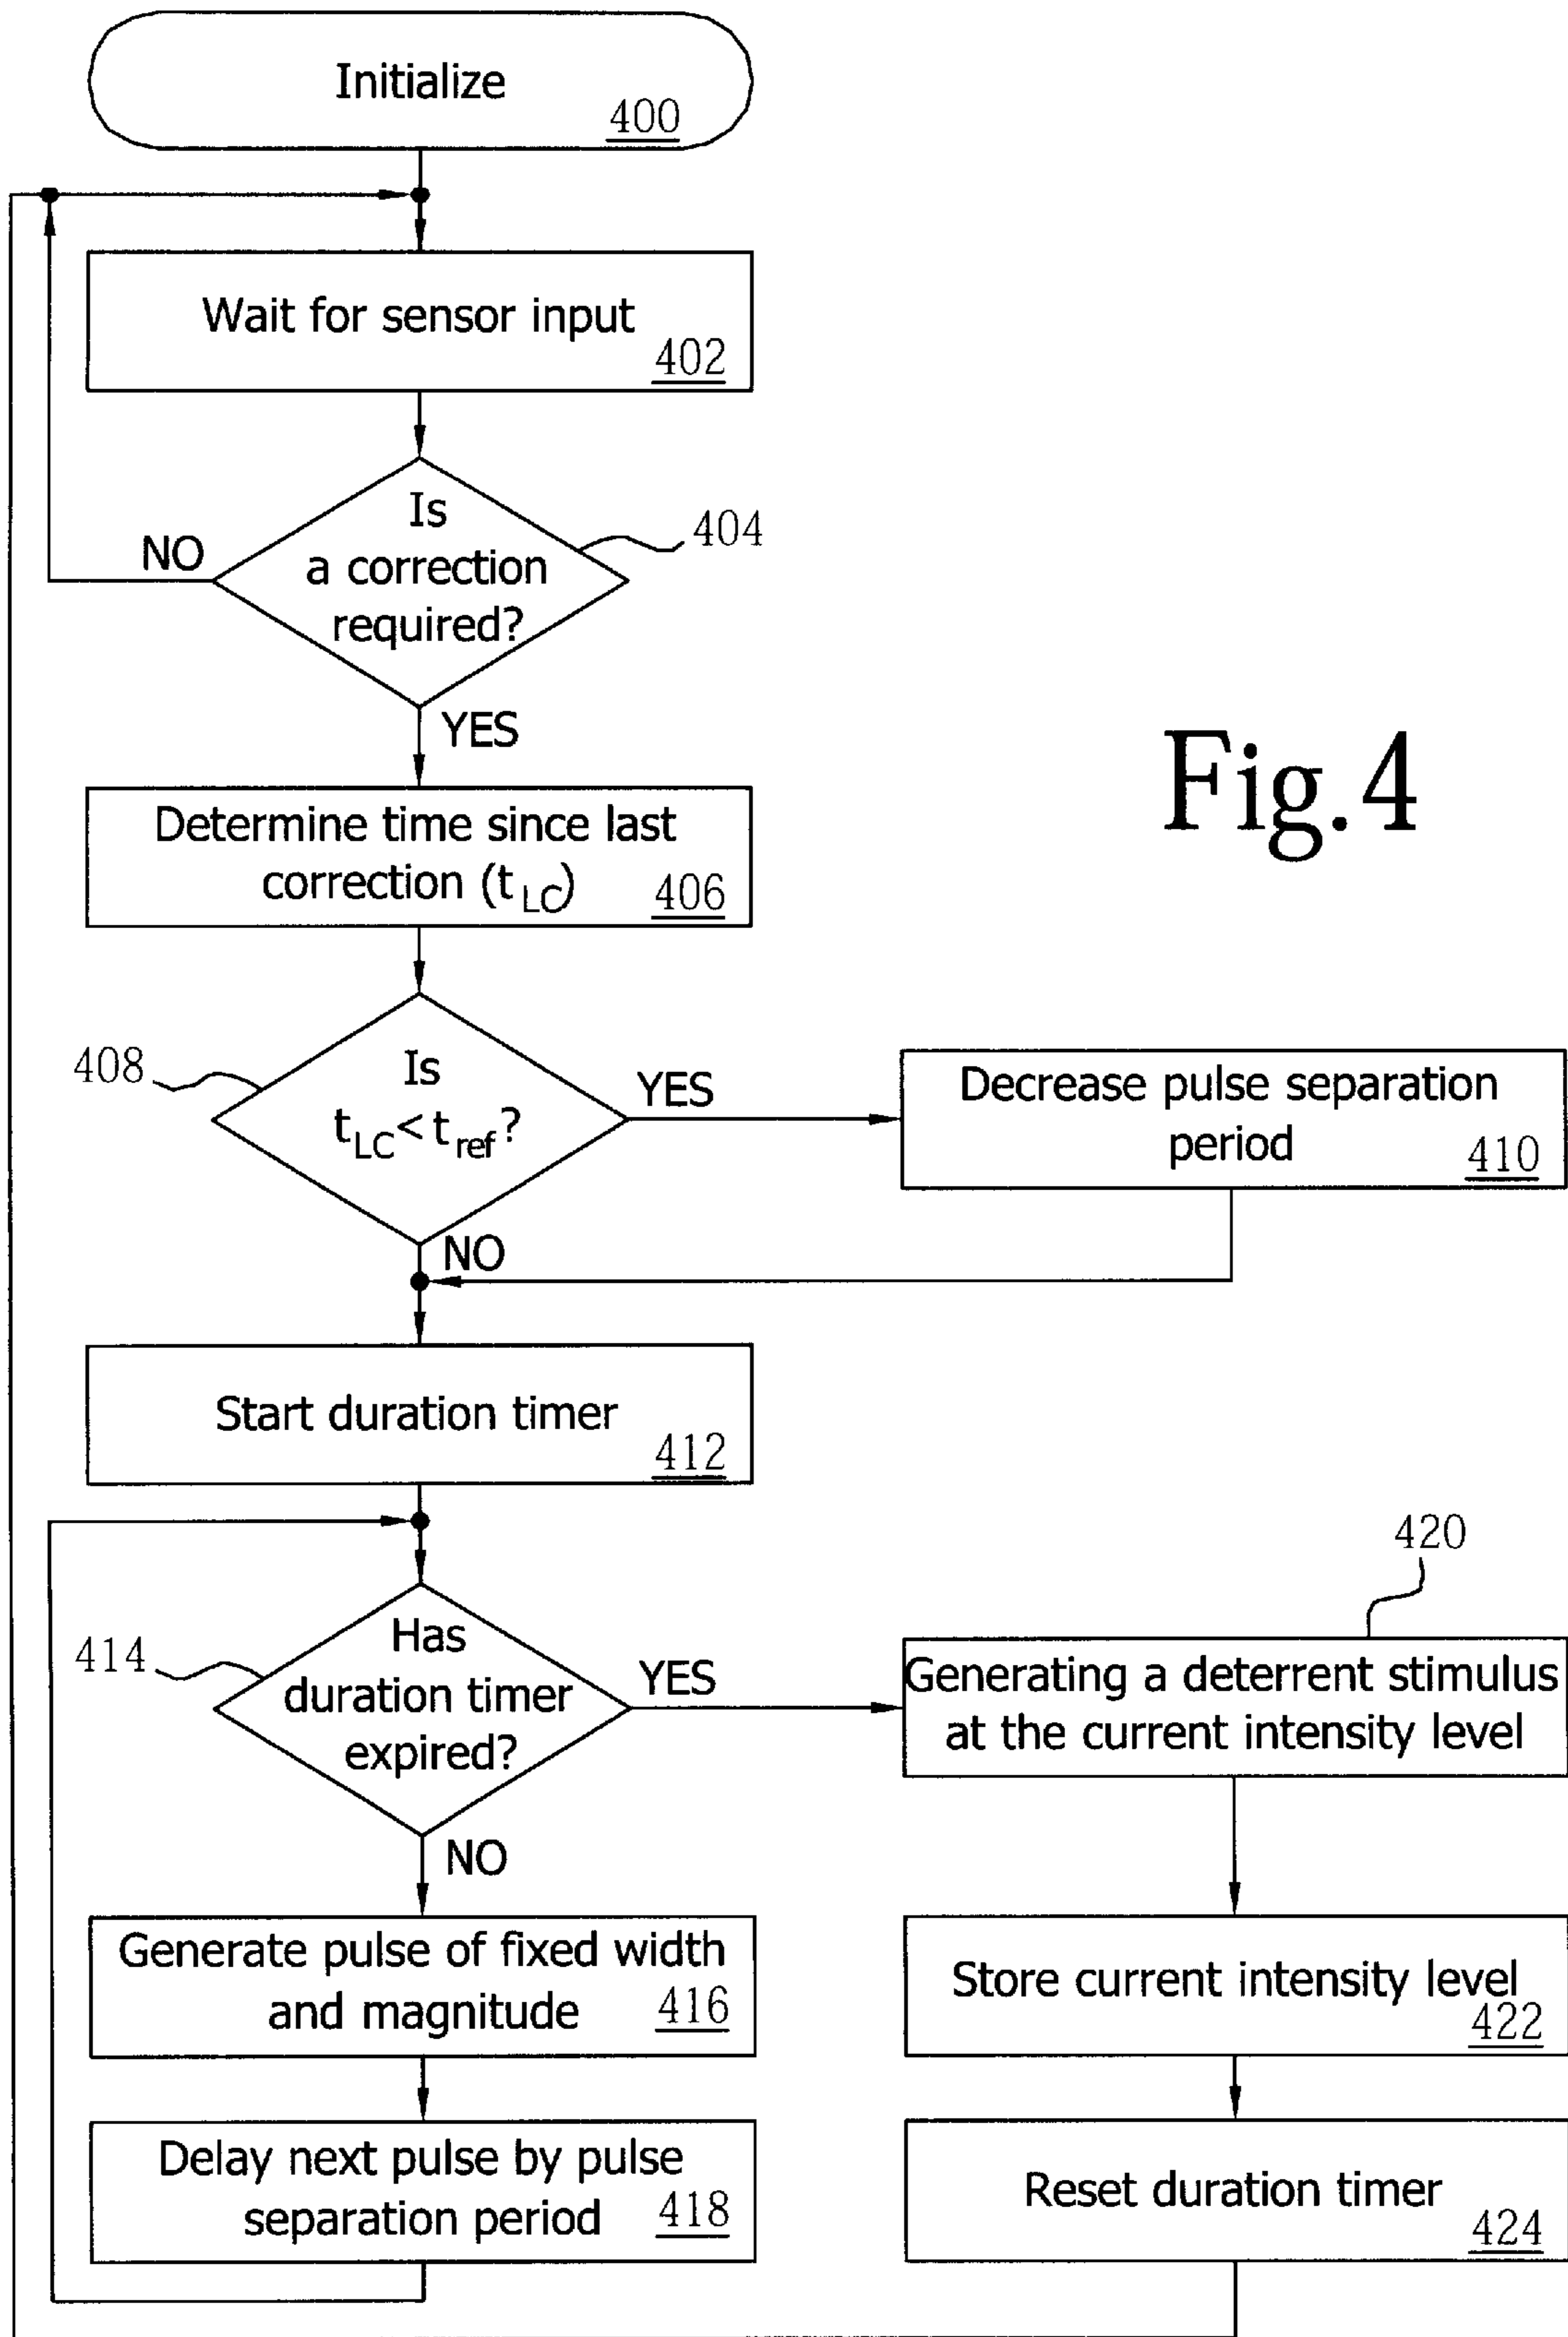 Initialize
400
Wait for sensor input
402
Is
a correction
required?
404
NO
YES
Fig.4
Determine time since last
correction (t LC)
406
408
Is
t LC < t ref ?
YES
NO
Decrease pulse separation
period
410
Start duration timer
412
414
Has
duration timer
expired?
YES
NO
420
Generating a deterrent stimulus
at the current intensity level
Generate pulse of fixed width
and magnitude
416
Store current intensity level
422
Delay next pulse by pulse
separation period
418
Reset duration timer
424